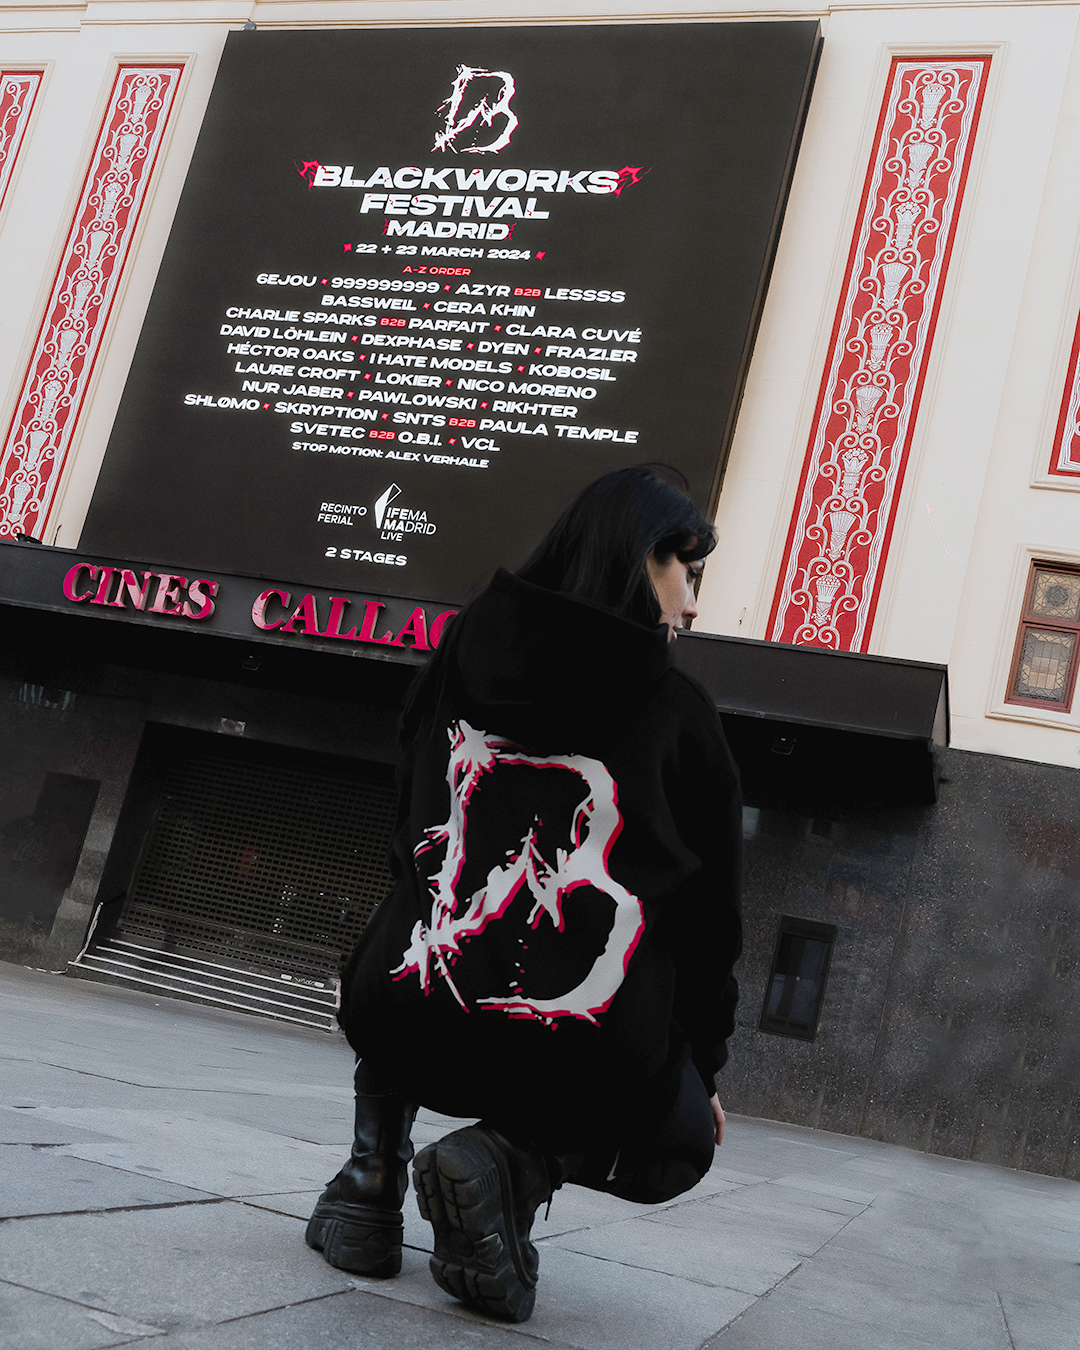 B
BLACKWORKS
FESTIVAL
MADRID
22 + 23 MARCH 2024
A-Z ORDER
6EJOU • 999999999 • AZYR B2B LESSSS
BASSWELL • CERA KHIN
CHARLIE SPARKS B2B PARFAIT • CLARA CUVÉ
DAVID LÖHLEIN • DEXPHASE • DYEN • FRAZI.ER
HÉCTOR OAKS • I HATE MODELS • KOBOSIL
LAURE CROFT • LOKIER • NICO MORENO
NUR JABER • PAWLOWSKI • RIKHTER
SHLØMO • SKRYPTION • SNTS B2B PAULA TEMPLE
SVETEC B2B O.B.I. • VCL
STOP MOTION: ALEX VERHAILE
RECINTO
FERIAL
IFEMA
MADRID
LIVE
2 STAGES
CINES CALLAO
B